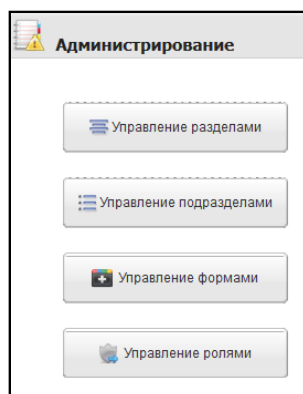 Администрирование
Управление разделами
Управление подразделами
Управление формами
Управление ролями